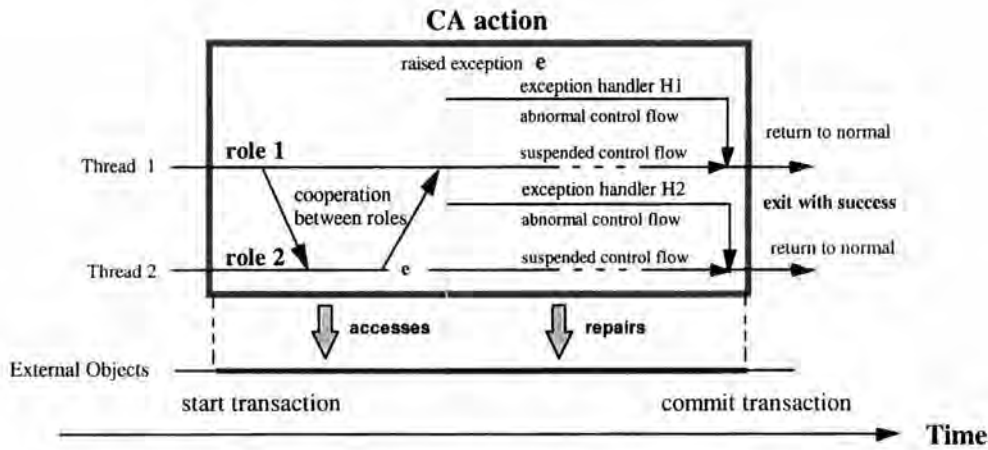 CA action
raised exception e
exception handler H1
abnormal control flow
return to normal
Thread 1
role 1
suspended control flow
cooperation
between roles
exception handler H2
exit with success
abnormal control flow
Thread 2
role 2
e
suspended control flow
return to normal
accesses
repairs
External Objects
start transaction
commit transaction
Time